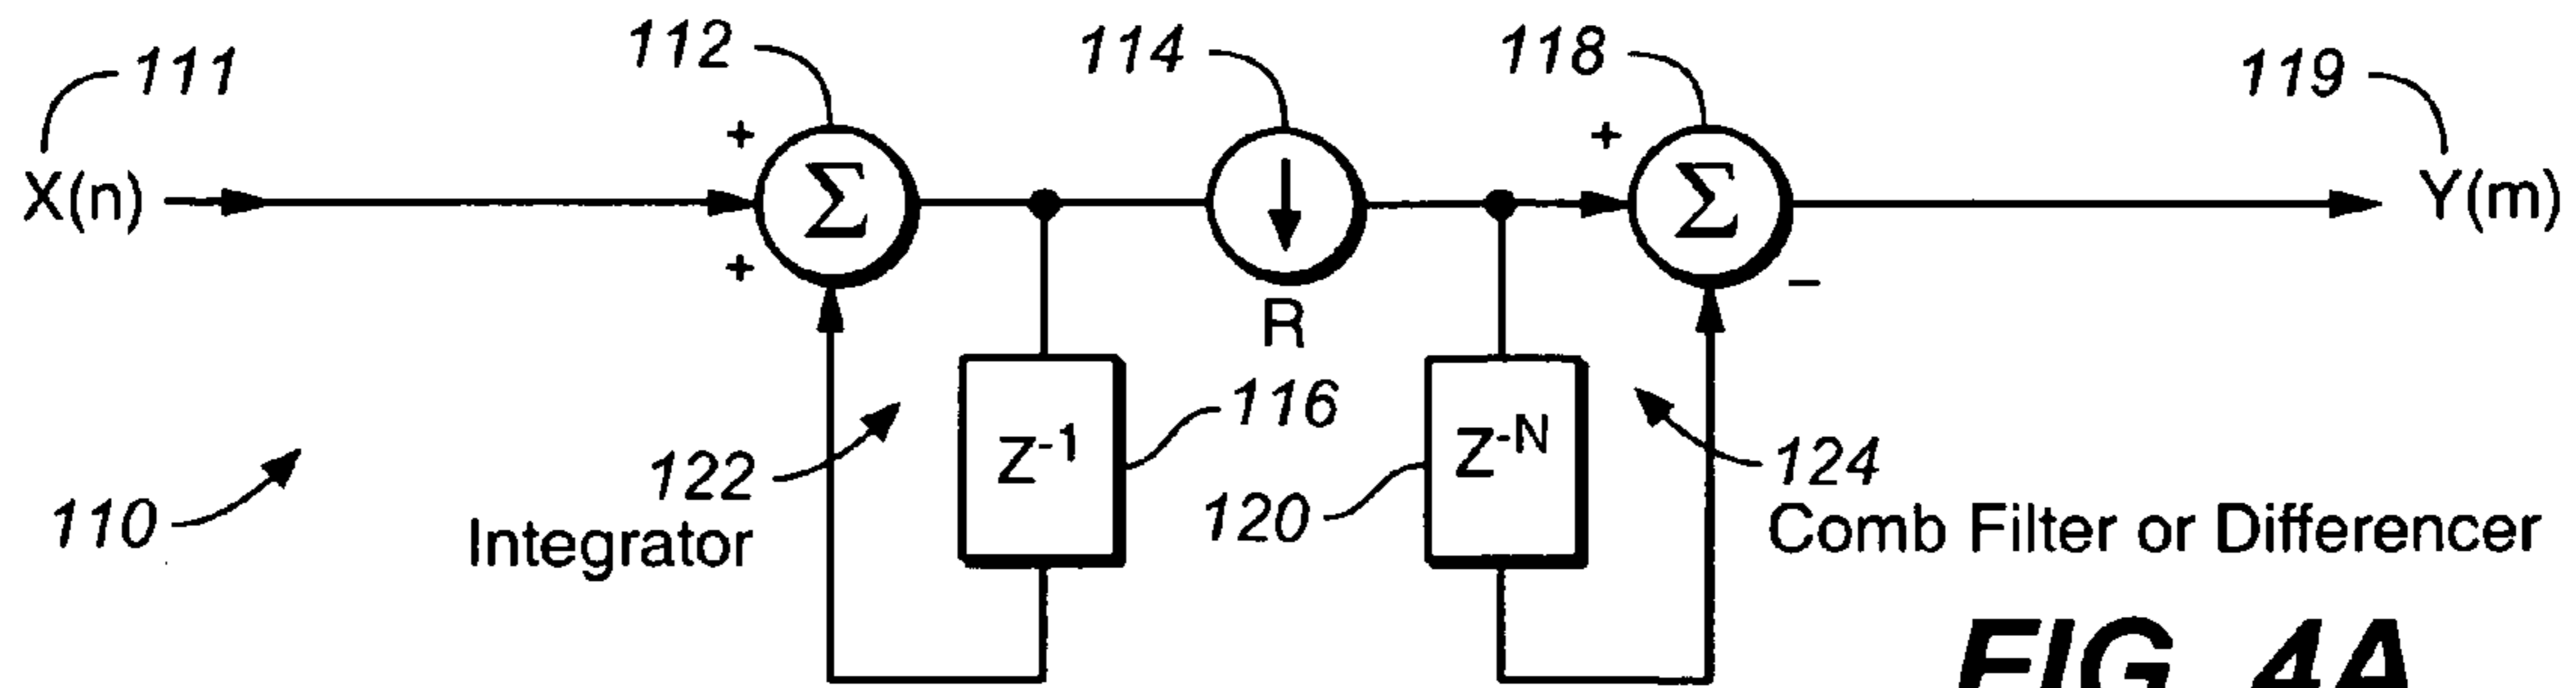 111
112
114
118
119
X(n)
+
Σ
+
↓
R
+
Σ
–
Y(m)
110
122
Integrator
Z-1
116
120
Z-N
124
Comb Filter or Differencer
FIG. 4A